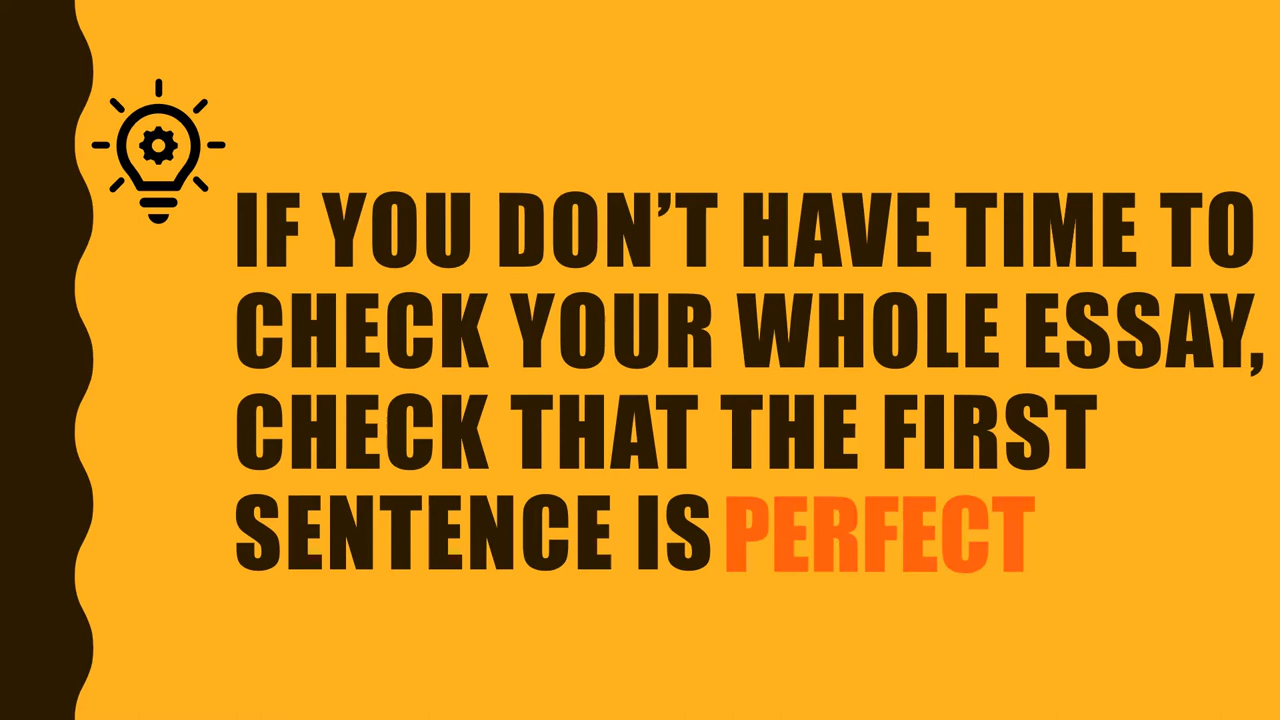 IF YOU DON’T HAVE TIME TO
CHECK YOUR WHOLE ESSAY,
CHECK THAT THE FIRST
SENTENCE IS PERFECT